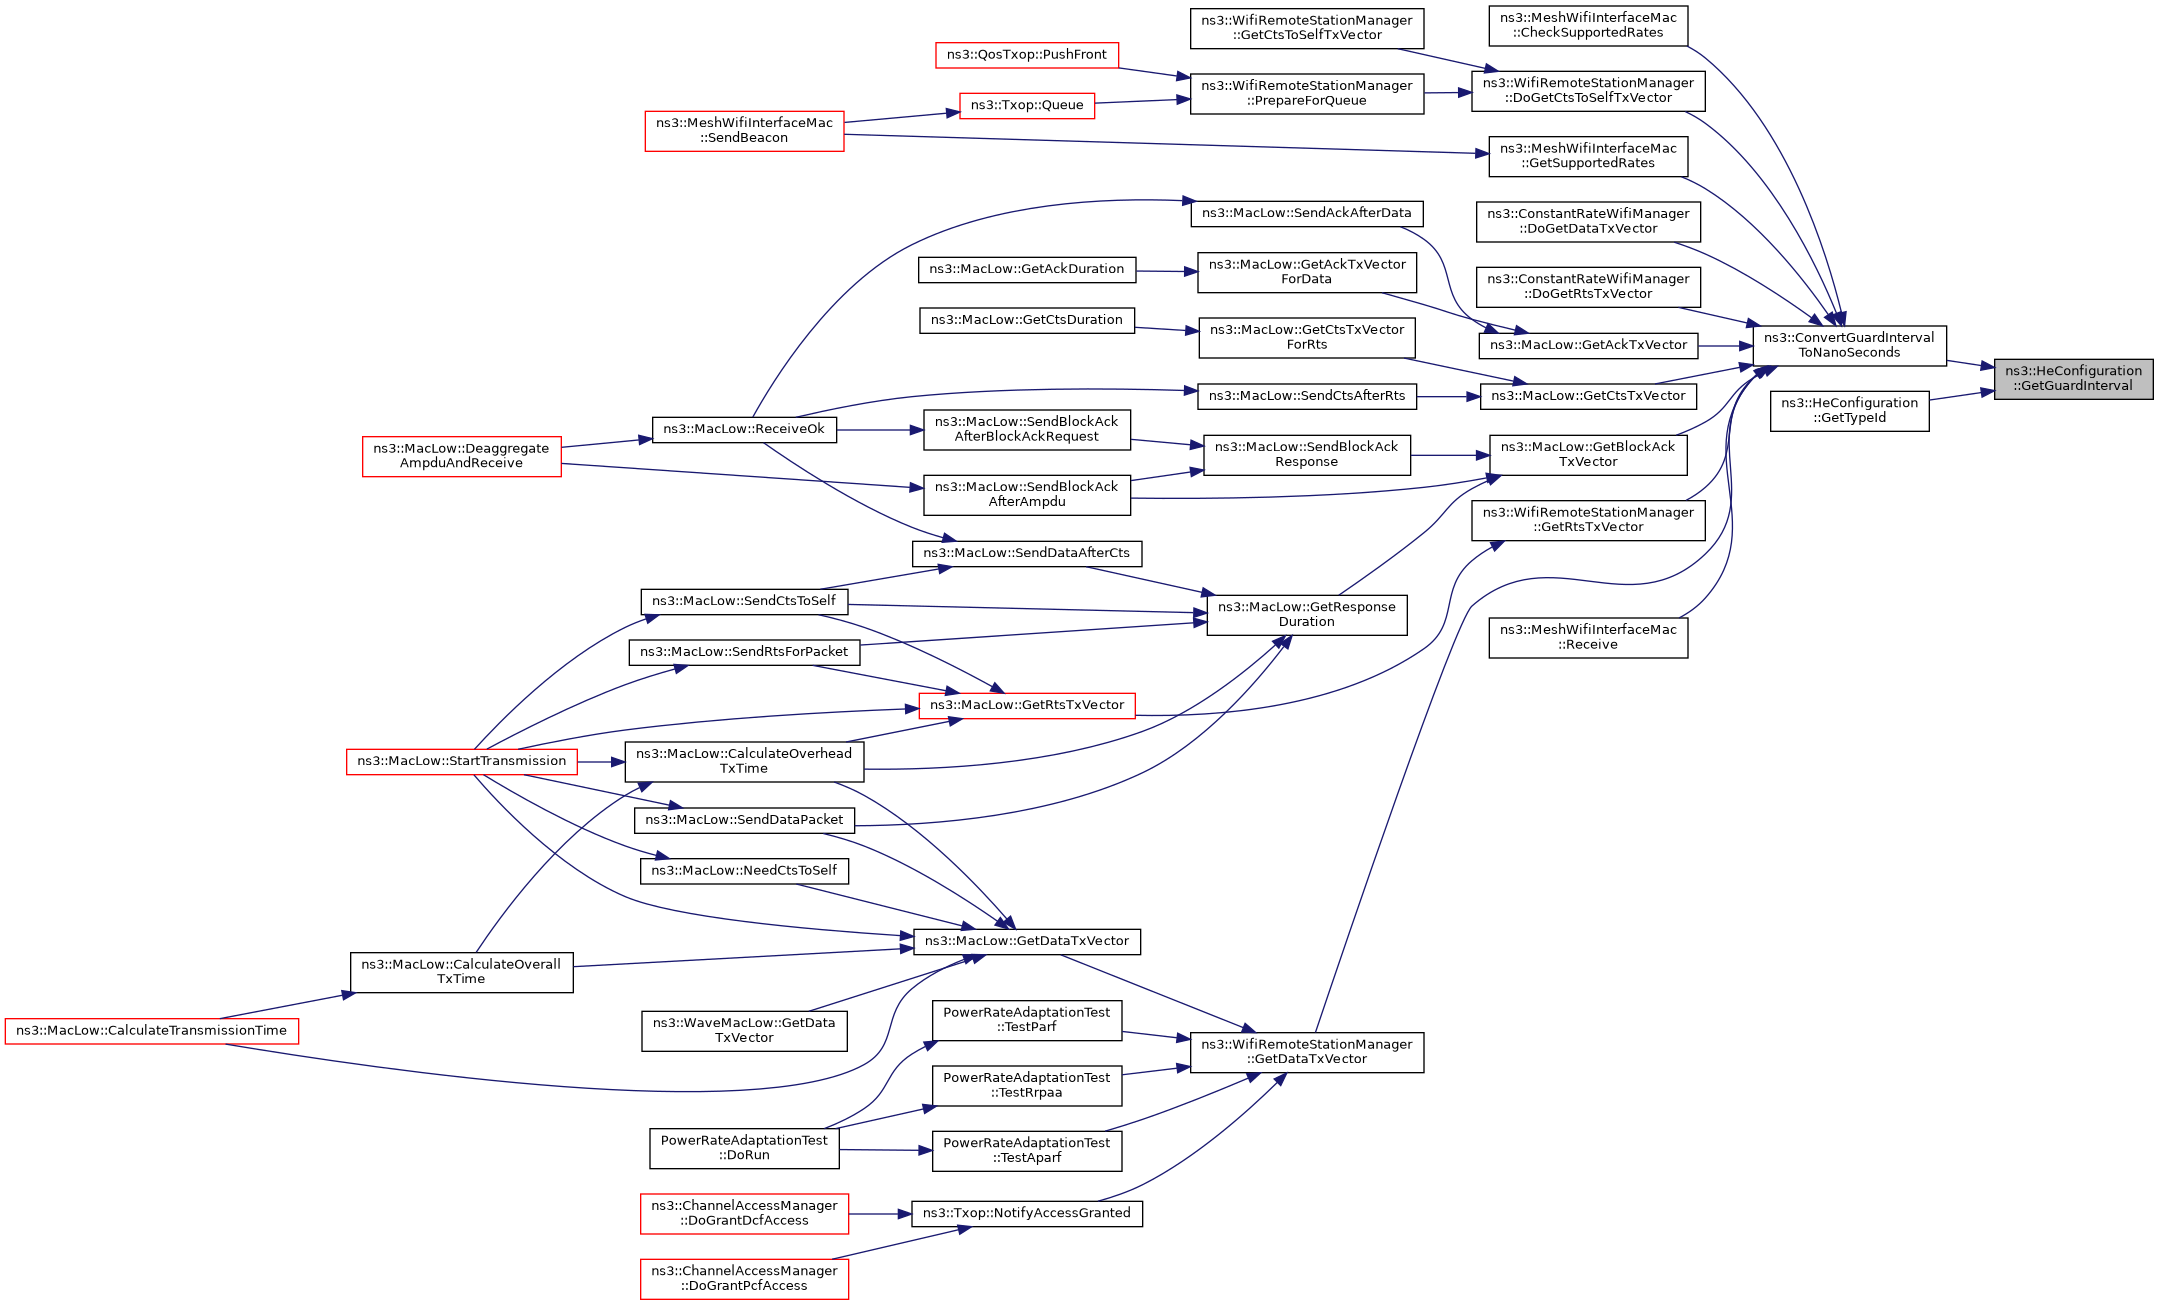 ns3::WifiRemoteStationManager
::GetCtsToSelfTxVector
ns3::MeshWifiInterfaceMac
::CheckSupportedRates
ns3::QosTxop::PushFront
ns3::WifiRemoteStationManager
::PrepareForQueue
ns3::WifiRemoteStationManager
::DoGetCtsToSelfTxVector
ns3::Txop::Queue
ns3::MeshWifiInterfaceMac
::SendBeacon
ns3::MeshWifiInterfaceMac
::GetSupportedRates
ns3::MacLow::SendAckAfterData
ns3::ConstantRateWifiManager
::DoGetDataTxVector
ns3::MacLow::GetAckDuration
ns3::MacLow::GetAckTxVector
ForData
ns3::ConstantRateWifiManager
::DoGetRtsTxVector
ns3::MacLow::GetCtsDuration
ns3::MacLow::GetCtsTxVector
ForRts
ns3::MacLow::GetAckTxVector
ns3::ConvertGuardInterval
ToNanoSeconds
ns3::HeConfiguration
::GetGuardInterval
ns3::MacLow::SendCtsAfterRts
ns3::MacLow::GetCtsTxVector
ns3::HeConfiguration
::GetTypeId
ns3::MacLow::ReceiveOk
ns3::MacLow::SendBlockAck
AfterBlockAckRequest
ns3::MacLow::Deaggregate
AmpduAndReceive
ns3::MacLow::SendBlockAck
Response
ns3::MacLow::GetBlockAck
TxVector
ns3::MacLow::SendBlockAck
AfterAmpdu
ns3::WifiRemoteStationManager
::GetRtsTxVector
ns3::MacLow::SendDataAfterCts
ns3::MacLow::SendCtsToSelf
ns3::MacLow::GetResponse
Duration
ns3::MacLow::SendRtsForPacket
ns3::MeshWifiInterfaceMac
::Receive
ns3::MacLow::GetRtsTxVector
ns3::MacLow::StartTransmission
ns3::MacLow::CalculateOverhead
TxTime
ns3::MacLow::SendDataPacket
ns3::MacLow::NeedCtsToSelf
ns3::MacLow::GetDataTxVector
ns3::MacLow::CalculateOverall
TxTime
ns3::MacLow::CalculateTransmissionTime
ns3::WaveMacLow::GetData
TxVector
PowerRateAdaptationTest
::TestParf
ns3::WifiRemoteStationManager
::GetDataTxVector
PowerRateAdaptationTest
::TestRrpaa
PowerRateAdaptationTest
::DoRun
PowerRateAdaptationTest
::TestAparf
ns3::ChannelAccessManager
::DoGrantDcfAccess
ns3::Txop::NotifyAccessGranted
ns3::ChannelAccessManager
::DoGrantPcfAccess